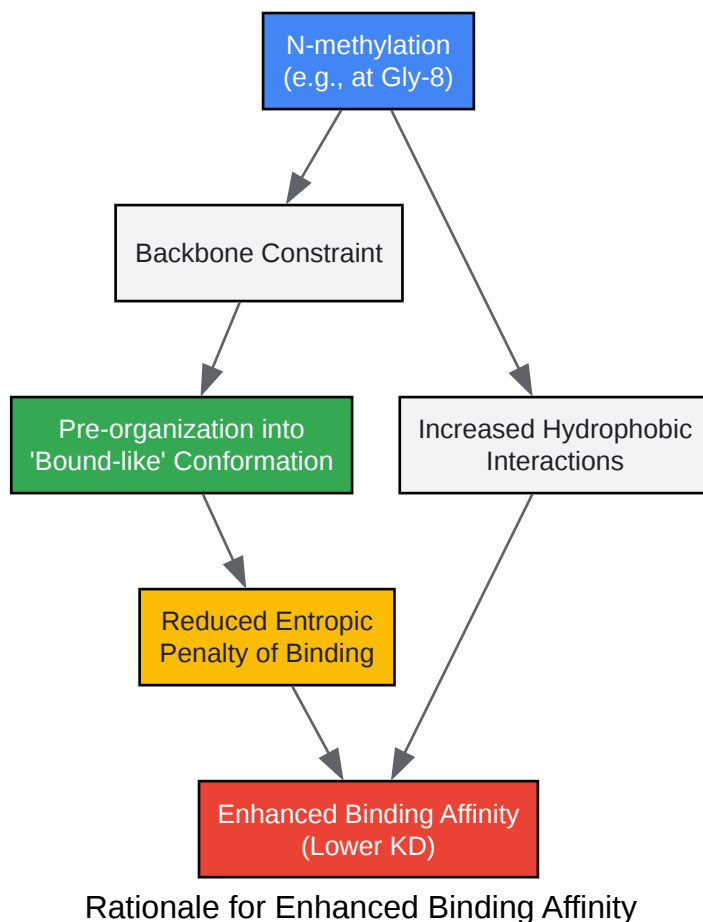 N-methylation
(e.g., at Gly-8)
Backbone Constraint
Pre-organization into
'Bound-like' Conformation
Increased Hydrophobic
Interactions
Reduced Entropic
Penalty of Binding
Enhanced Binding Affinity
(Lower KD)
Rationale for Enhanced Binding Affinity